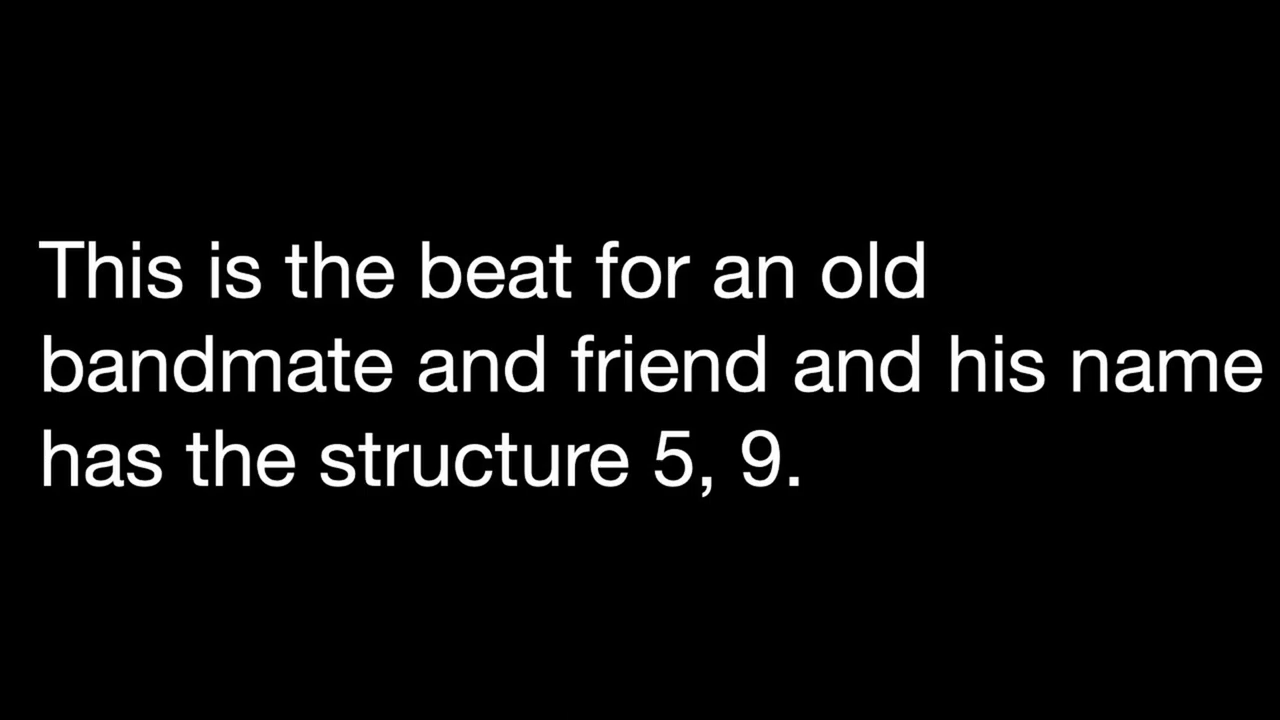 This is the beat for an old
bandmate and friend and his name
has the structure 5, 9.